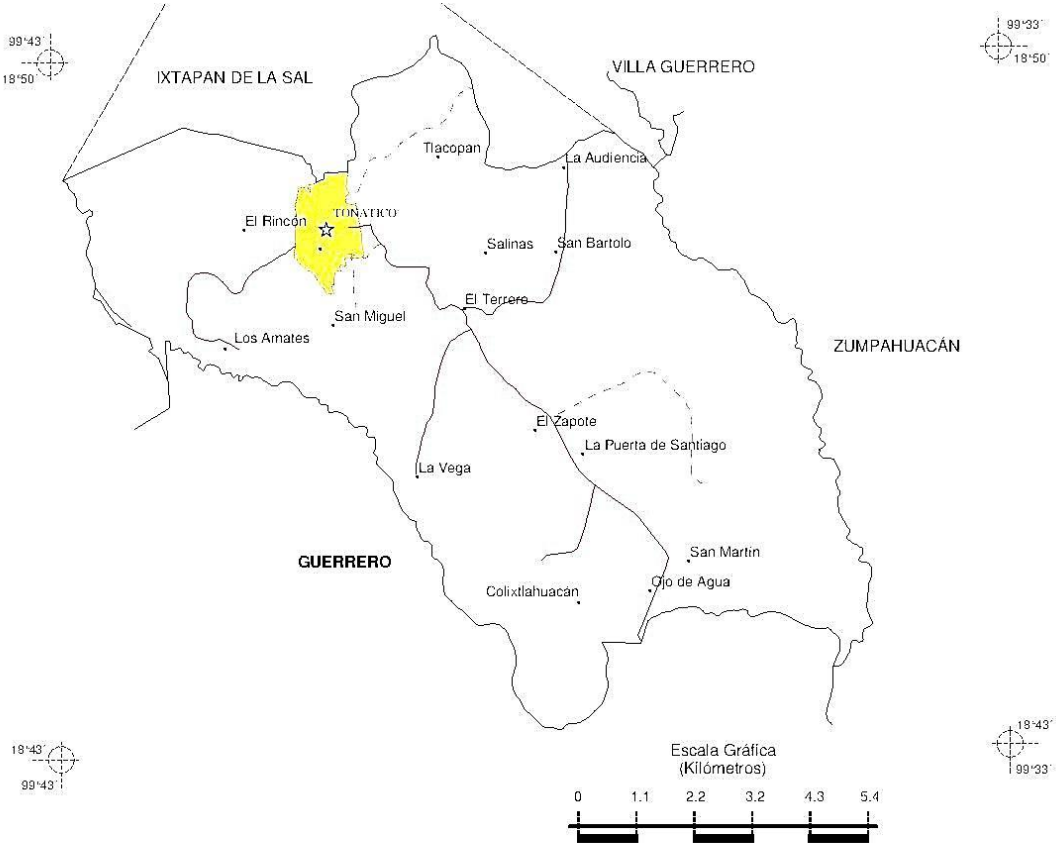 99°43´
18°50´
99°33´
18°50´
IXTAPAN DE LA SAL
VILLA GUERRERO
Tlacopan
La Audiencia
TONATICO
El Rincón
Salinas
San Bartolo
El Terrero
San Miguel
Los Amates
ZUMPAHUACÁN
El Zapote
La Puerta de Santiago
La Vega
GUERRERO
San Martín
Ojo de Agua
Colixtlahuacán
18°43´
99°43´
18°43´
99°33´
Escala Gráfica
(Kilómetros)
0 1.1 2.2 3.2 4.3 5.4